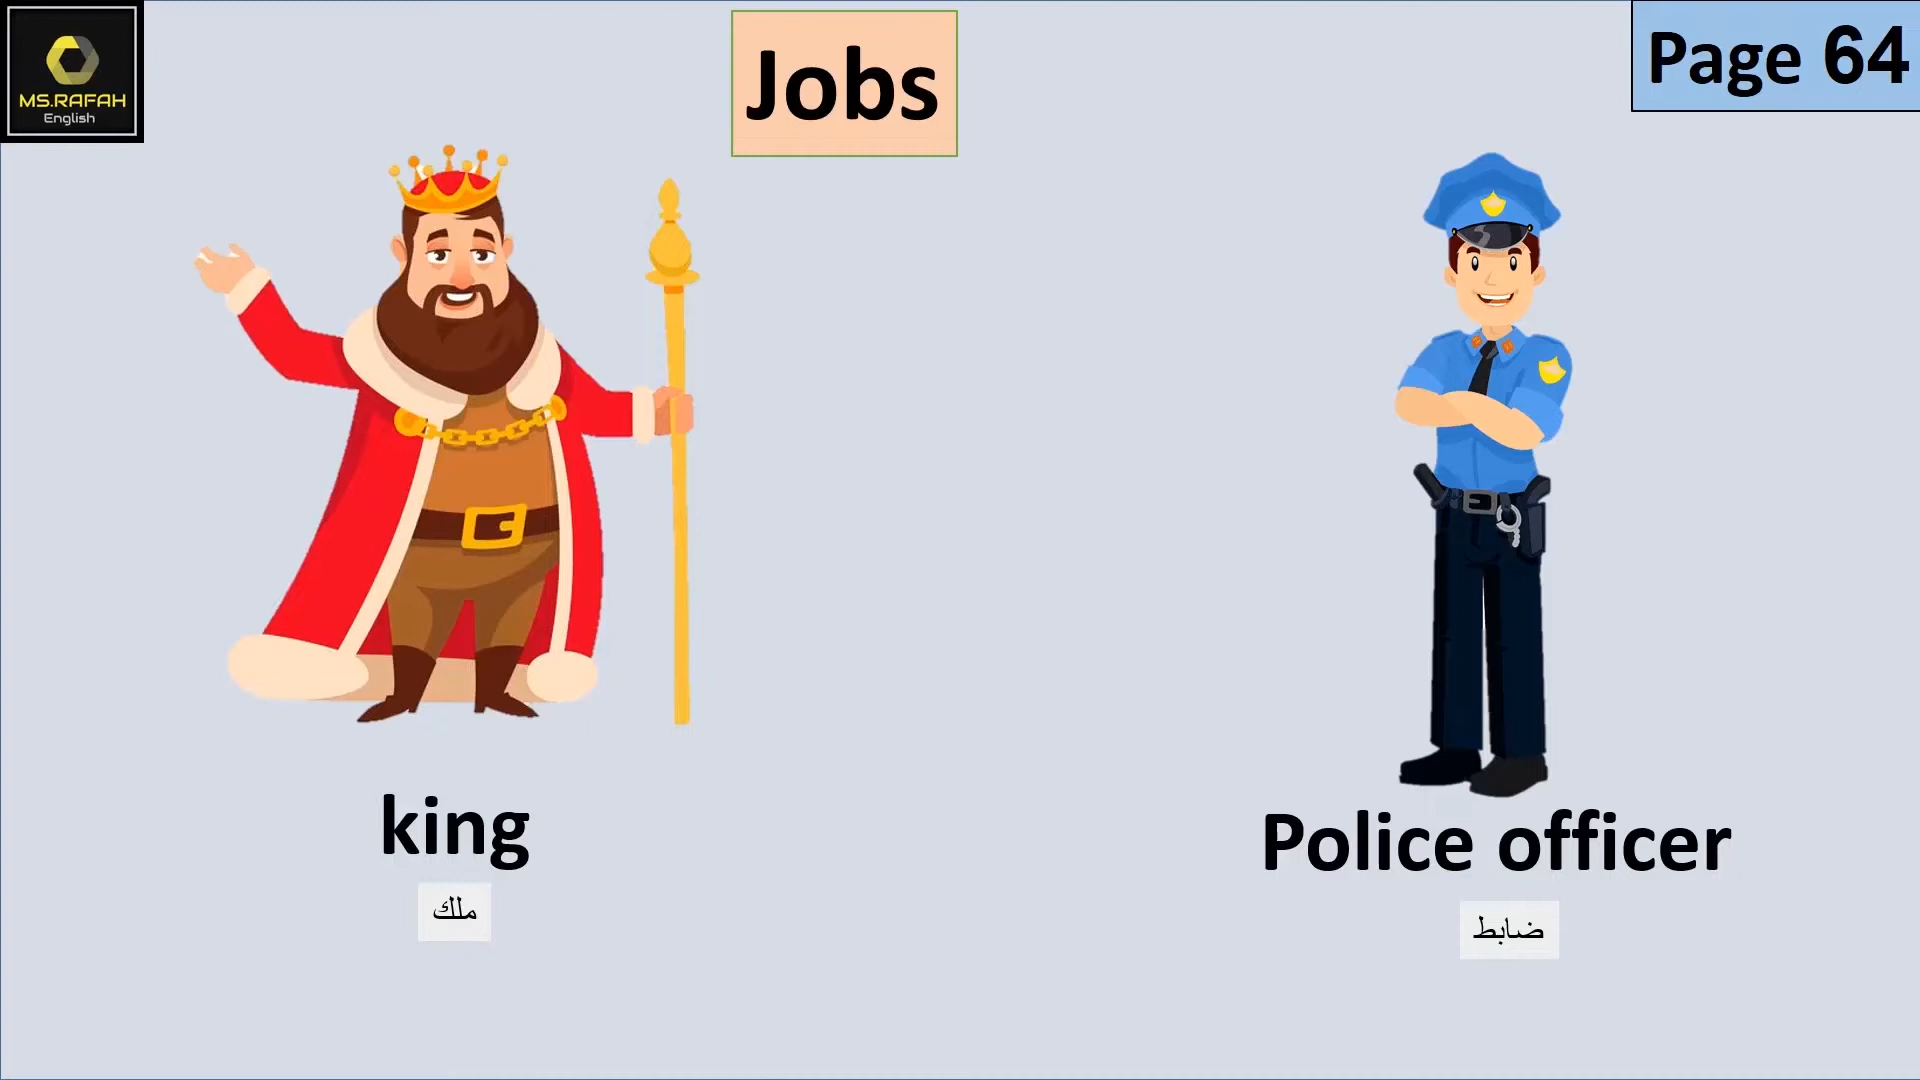 MS.RAFAH
English
Jobs
Page 64
king
ملك
Police officer
ضابط